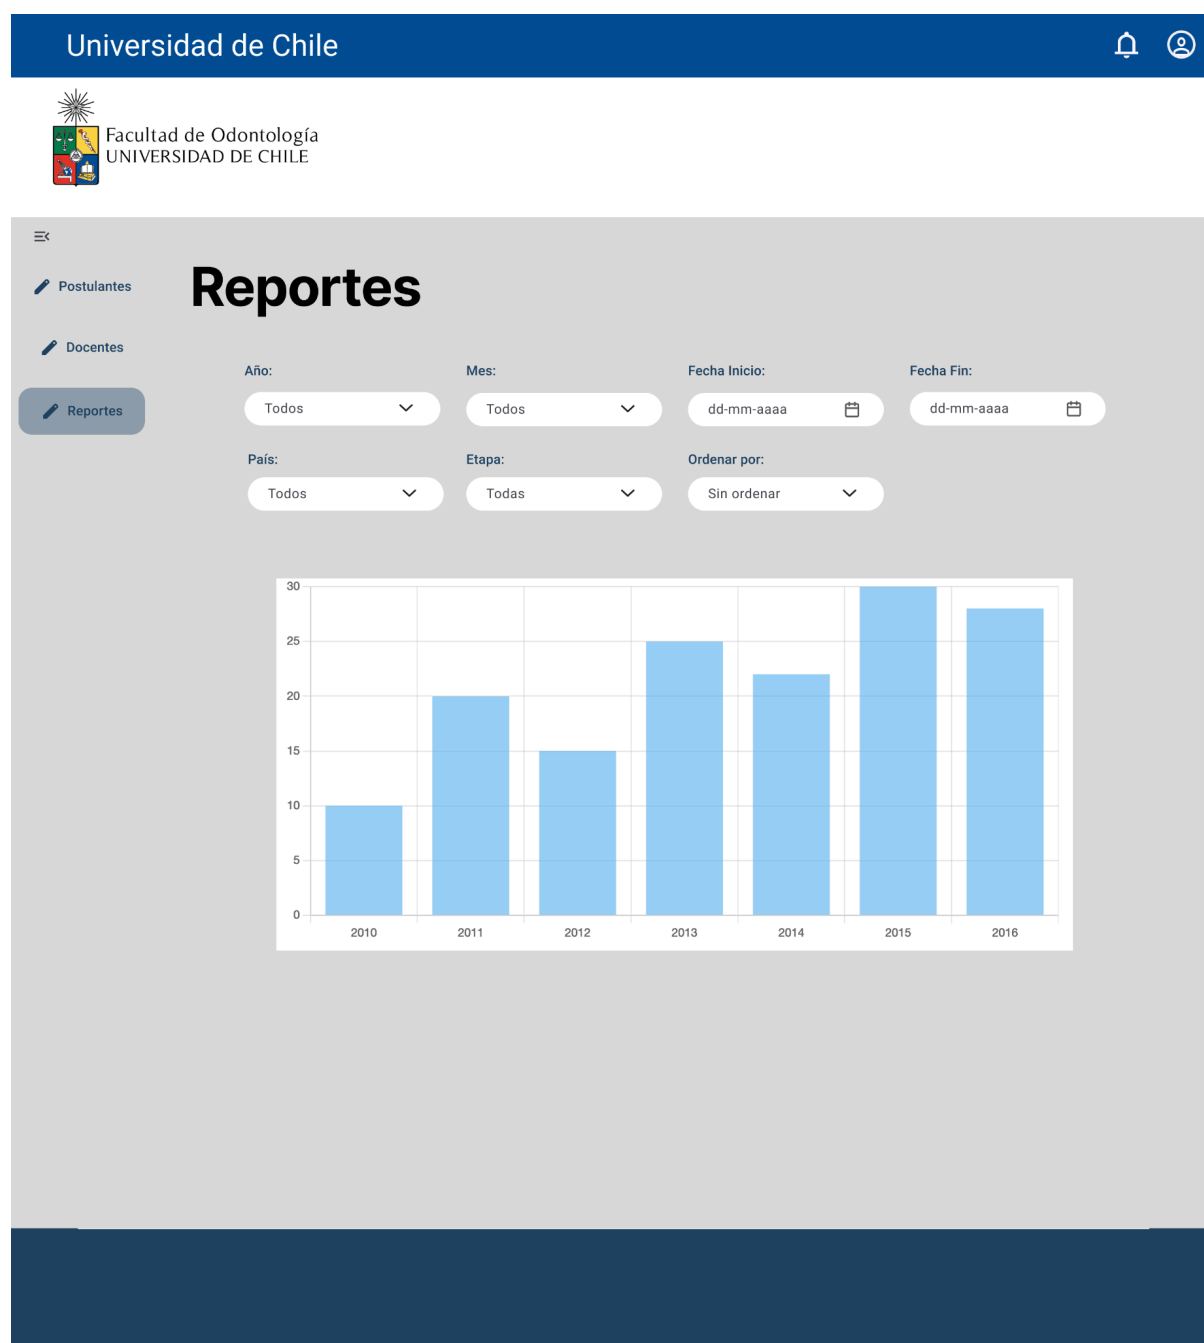 Universidad de Chile
Facultad de Odontología
UNIVERSIDAD DE CHILE
Postulantes
Docentes
Reportes
Reportes
Año: Mes: Fecha Inicio: Fecha Fin:
Todos Todos dd-mm-aaaa dd-mm-aaaa
País: Etapa: Ordenar por:
Todos Todas Sin ordenar
30
25
20
15
10
5
0
2010 2011 2012 2013 2014 2015 2016